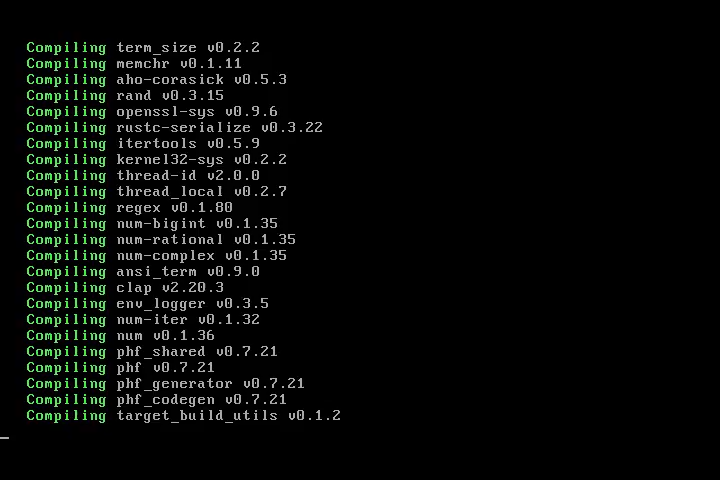 Compiling term_size v0.2.2
Compiling memchr v0.1.11
Compiling aho-corasick v0.5.3
Compiling rand v0.3.15
Compiling openssl-sys v0.9.6
Compiling rustc-serialize v0.3.22
Compiling itertools v0.5.9
Compiling kernel32-sys v0.2.2
Compiling thread-id v2.0.0
Compiling thread_local v0.2.7
Compiling regex v0.1.80
Compiling num-bigint v0.1.35
Compiling num-rational v0.1.35
Compiling num-complex v0.1.35
Compiling ansi_term v0.9.0
Compiling clap v2.20.3
Compiling env_logger v0.3.5
Compiling num-iter v0.1.32
Compiling num v0.1.36
Compiling phf_shared v0.7.21
Compiling phf v0.7.21
Compiling phf_generator v0.7.21
Compiling phf_codegen v0.7.21
Compiling target_build_utils v0.1.2